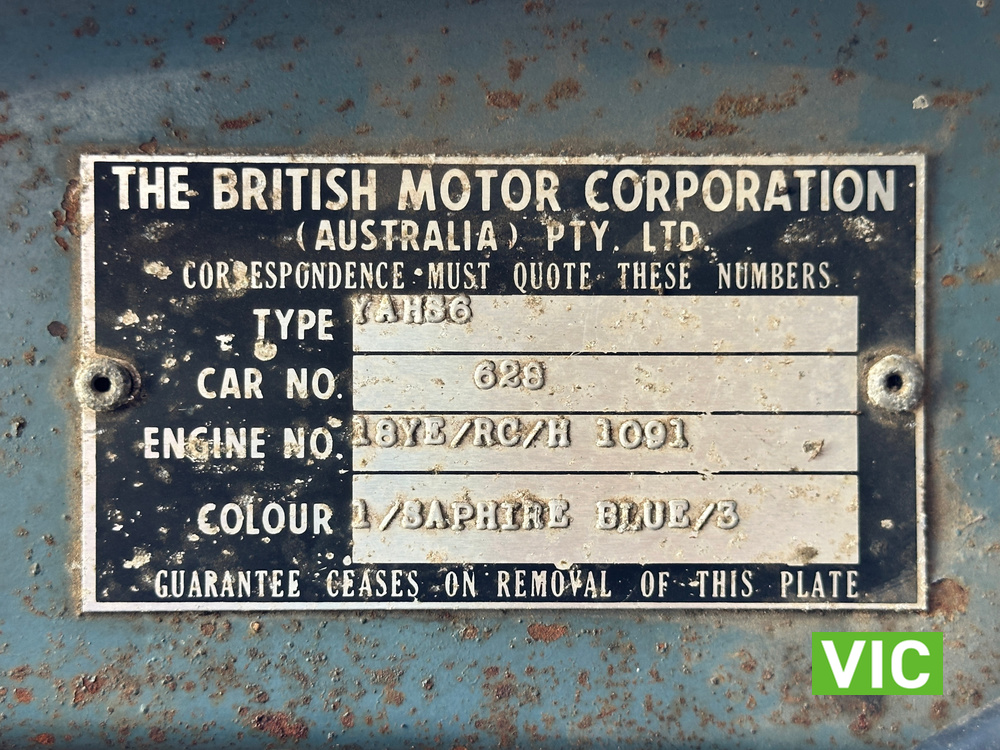 THE BRITISH MOTOR CORPORATION
(AUSTRALIA) PTY. LTD.
CORRESPONDENCE MUST QUOTE THESE NUMBERS
TYPE YAHS6
CAR NO. 628
ENGINE NO. 18YE/RC/H 1091
COLOUR 1/SAPHIRE BLUE/3
GUARANTEE CEASES ON REMOVAL OF THIS PLATE
VIC